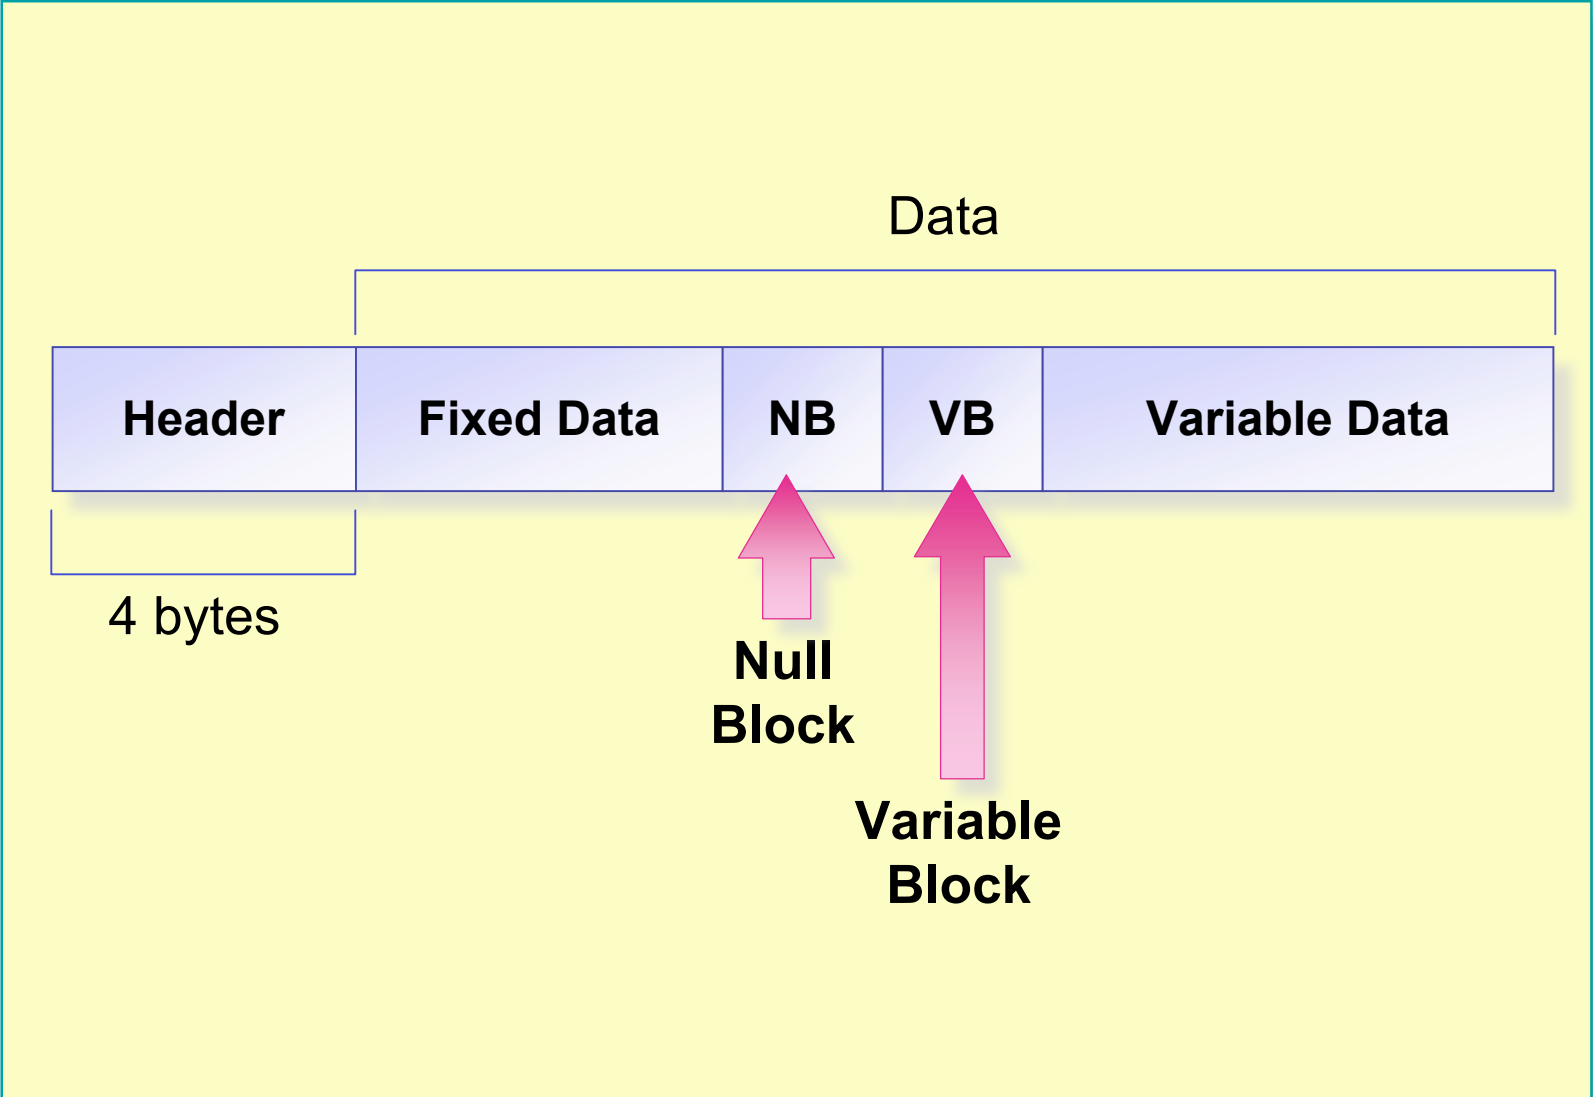 Data
Header Fixed Data NB VB Variable Data
4 bytes
Null
Block
Variable
Block